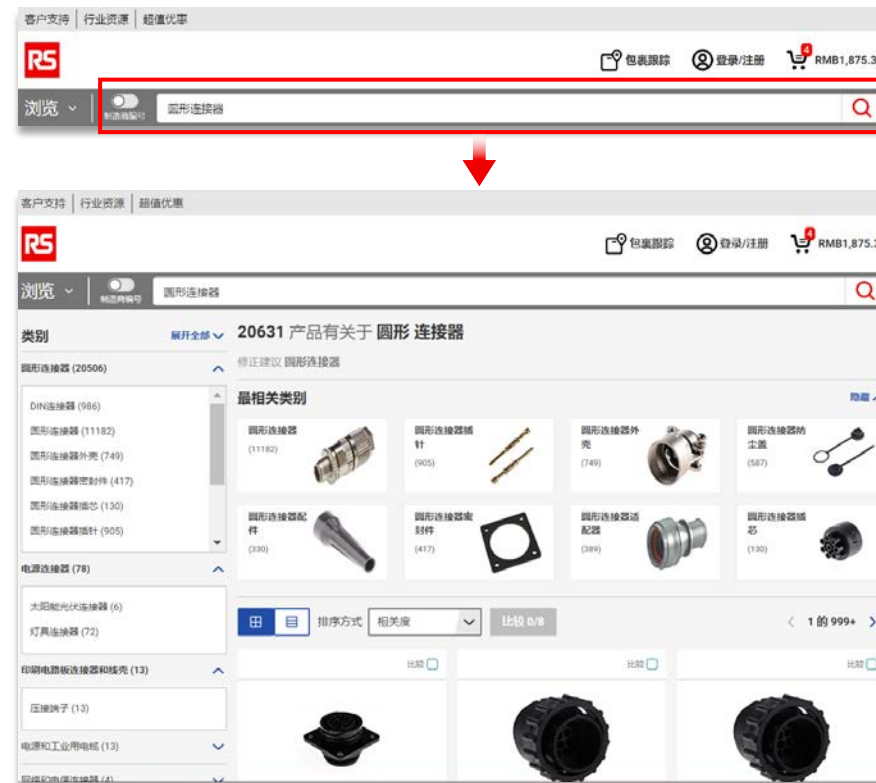 客户支持 行业资源 超值优惠
RS
4
包裹跟踪 登录/注册 RMB1,875.3
浏览 制造商编号 圆形连接器
客户支持 行业资源 超值优惠
RS
4
包裹跟踪 登录/注册 RMB1,875.3
浏览 制造商编号 圆形连接器
类别 展开全部
圆形连接器 (20506)
DIN连接器 (986)
圆形连接器 (11182)
圆形连接器外壳 (749)
圆形连接器密封件 (417)
圆形连接器插芯 (130)
圆形连接器插针 (905)
电源连接器 (78)
太阳能光伏连接器 (6)
灯具连接器 (72)
印刷电路板连接器和线壳 (13)
压接端子 (13)
电源和工业用电缆 (13)
网络和电信连接器 (4)
20631 产品有关于 圆形 连接器
修正建议 圆形连接器
最相关类别 隐藏
圆形连接器
(11182)
圆形连接器插
针
(905)
圆形连接器外
壳
(749)
圆形连接器防
尘盖
(587)
圆形连接器配
件
(330)
圆形连接器密
封件
(417)
圆形连接器适
配器
(389)
圆形连接器插
芯
(130)
排序方式 相关度 比较 0/8 1 的 999+
比较 比较 比较